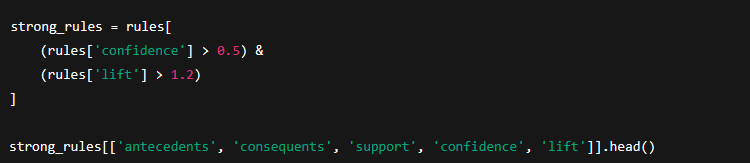 strong_rules = rules[
    (rules['confidence'] > 0.5) &
    (rules['lift'] > 1.2)
]

strong_rules[['antecedents', 'consequents', 'support', 'confidence', 'lift']].head()